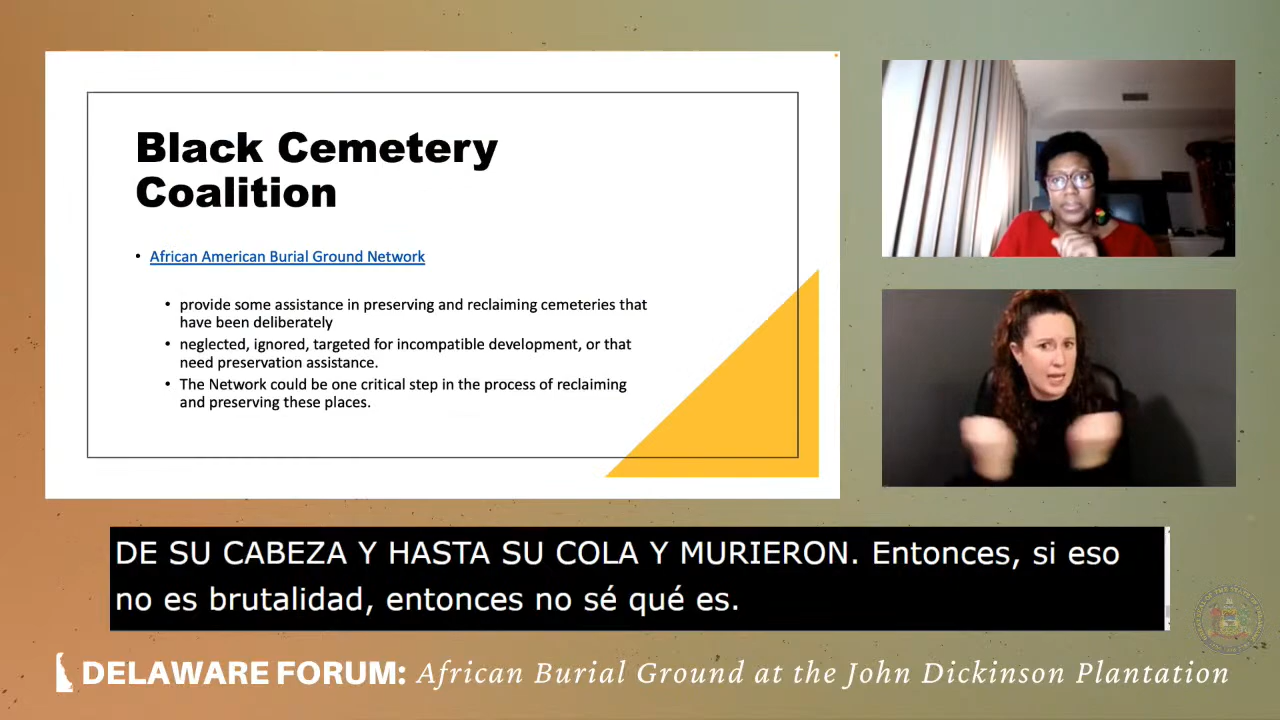 Black Cemetery
Coalition
• African American Burial Ground Network
• provide some assistance in preserving and reclaiming cemeteries that
have been deliberately
• neglected, ignored, targeted for incompatible development, or that
need preservation assistance.
• The Network could be one critical step in the process of reclaiming
and preserving these places.
DE SU CABEZA Y HASTA SU COLA Y MURIERON. Entonces, si eso
no es brutalidad, entonces no sé qué es.
DELAWARE FORUM: African Burial Ground at the John Dickinson Plantation